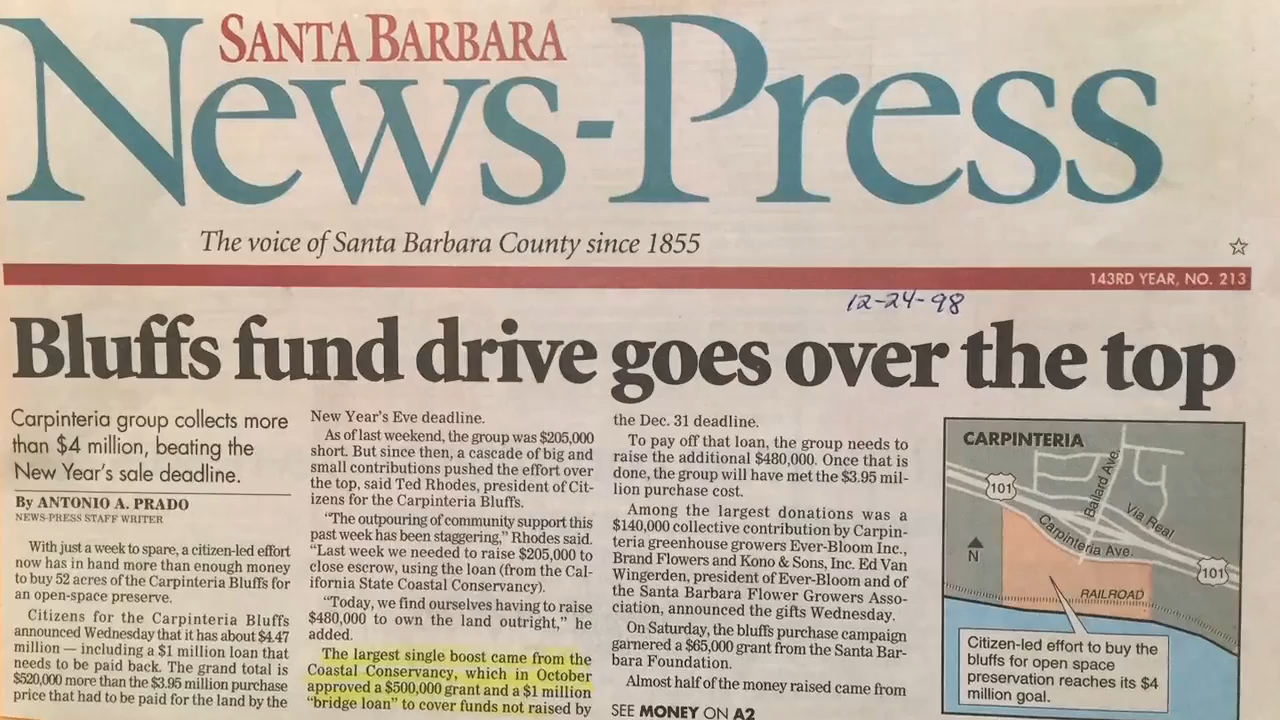 SANTA BARBARA
NEWS-PRESS
The voice of Santa Barbara County since 1855
143RD YEAR, NO. 213
12-24-98
Bluffs fund drive goes over the top
Carpinteria group collects more
than $4 million, beating the
New Year's sale deadline.
By ANTONIO A. PRADO
NEWS-PRESS STAFF WRITER
With just a week to spare, a citizen-led effort
now has in hand more than enough money
to buy 52 acres of the Carpinteria Bluffs for
an open-space preserve.
Citizens for the Carpinteria Bluffs
announced Wednesday that it has about $4.47
million — including a $1 million loan that
needs to be paid back. The grand total is
$520,000 more than the $3.95 million purchase
price that had to be paid for the land by the
New Year's Eve deadline.
As of last weekend, the group was $205,000
short. But since then, a cascade of big and
small contributions pushed the effort over
the top, said Ted Rhodes, president of Cit-
izens for the Carpinteria Bluffs.
"The outpouring of community support this
past week has been staggering," Rhodes said.
"Last week we needed to raise $205,000 to
close escrow, using the loan (from the Cal-
ifornia State Coastal Conservancy).
"Today, we find ourselves having to raise
$480,000 to own the land outright," he
added.
The largest single boost came from the
Coastal Conservancy, which in October
approved a $500,000 grant and a $1 million
"bridge loan" to cover funds not raised by
the Dec. 31 deadline.
To pay off that loan, the group needs to
raise the additional $480,000. Once that is
done, the group will have met the $3.95 mil-
lion purchase cost.
Among the largest donations was a
$140,000 collective contribution by Carpin-
teria greenhouse growers Ever-Bloom Inc.,
Brand Flowers and Kono & Sons, Inc. Ed Van
Wingerden, president of Ever-Bloom and of
the Santa Barbara Flower Growers Asso-
ciation, announced the gifts Wednesday.
On Saturday, the bluffs purchase campaign
garnered a $65,000 grant from the Santa Bar-
bara Foundation.
Almost half of the money raised came from
SEE MONEY ON A2
CARPINTERIA
101
Bailard Ave.
Via Real
Carpinteria Ave.
N
101
RAILROAD
Citizen-led effort to buy the
bluffs for open space
preservation reaches its $4
million goal.